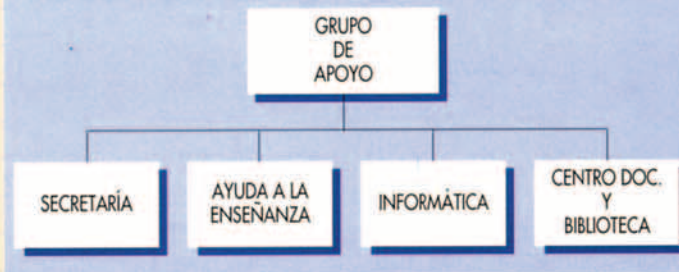 GRUPO
DE
APOYO
SECRETARÍA
AYUDA A LA
ENSEÑANZA
INFORMÁTICA
CENTRO DOC.
Y
BIBLIOTECA